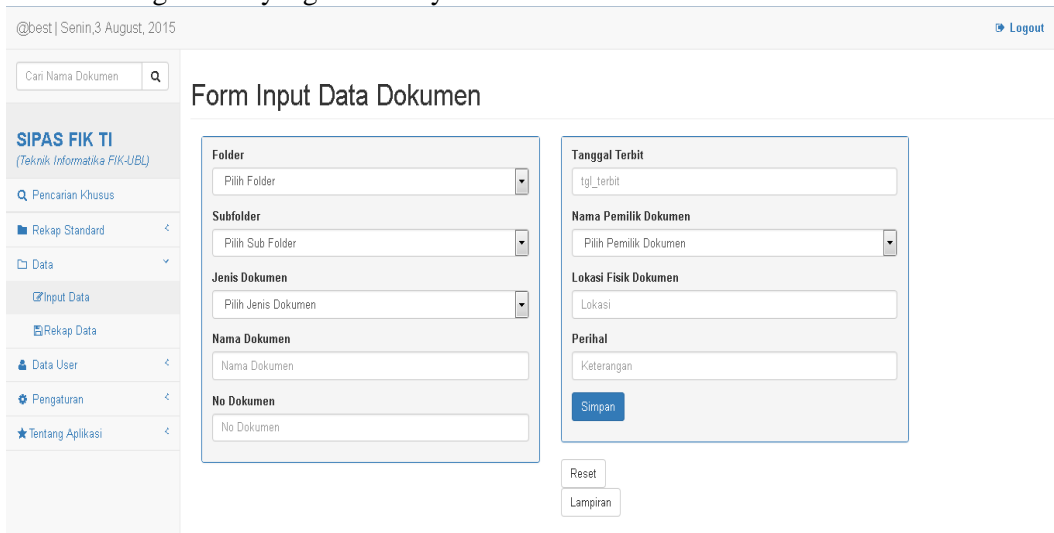 @best | Senin,3 August, 2015
Logout
Cari Nama Dokumen
SIPAS FIK TI
(Teknik Informatika FIK-UBL)
Pencarian Khusus
Rekap Standard
Data
Input Data
Rekap Data
Data User
Pengaturan
Tentang Aplikasi
Form Input Data Dokumen
Folder
Pilih Folder
Subfolder
Pilih Sub Folder
Jenis Dokumen
Pilih Jenis Dokumen
Nama Dokumen
Nama Dokumen
No Dokumen
No Dokumen
Tanggal Terbit
tgl_terbit
Nama Pemilik Dokumen
Pilih Pemilik Dokumen
Lokasi Fisik Dokumen
Lokasi
Perihal
Keterangan
Simpan
Reset
Lampiran